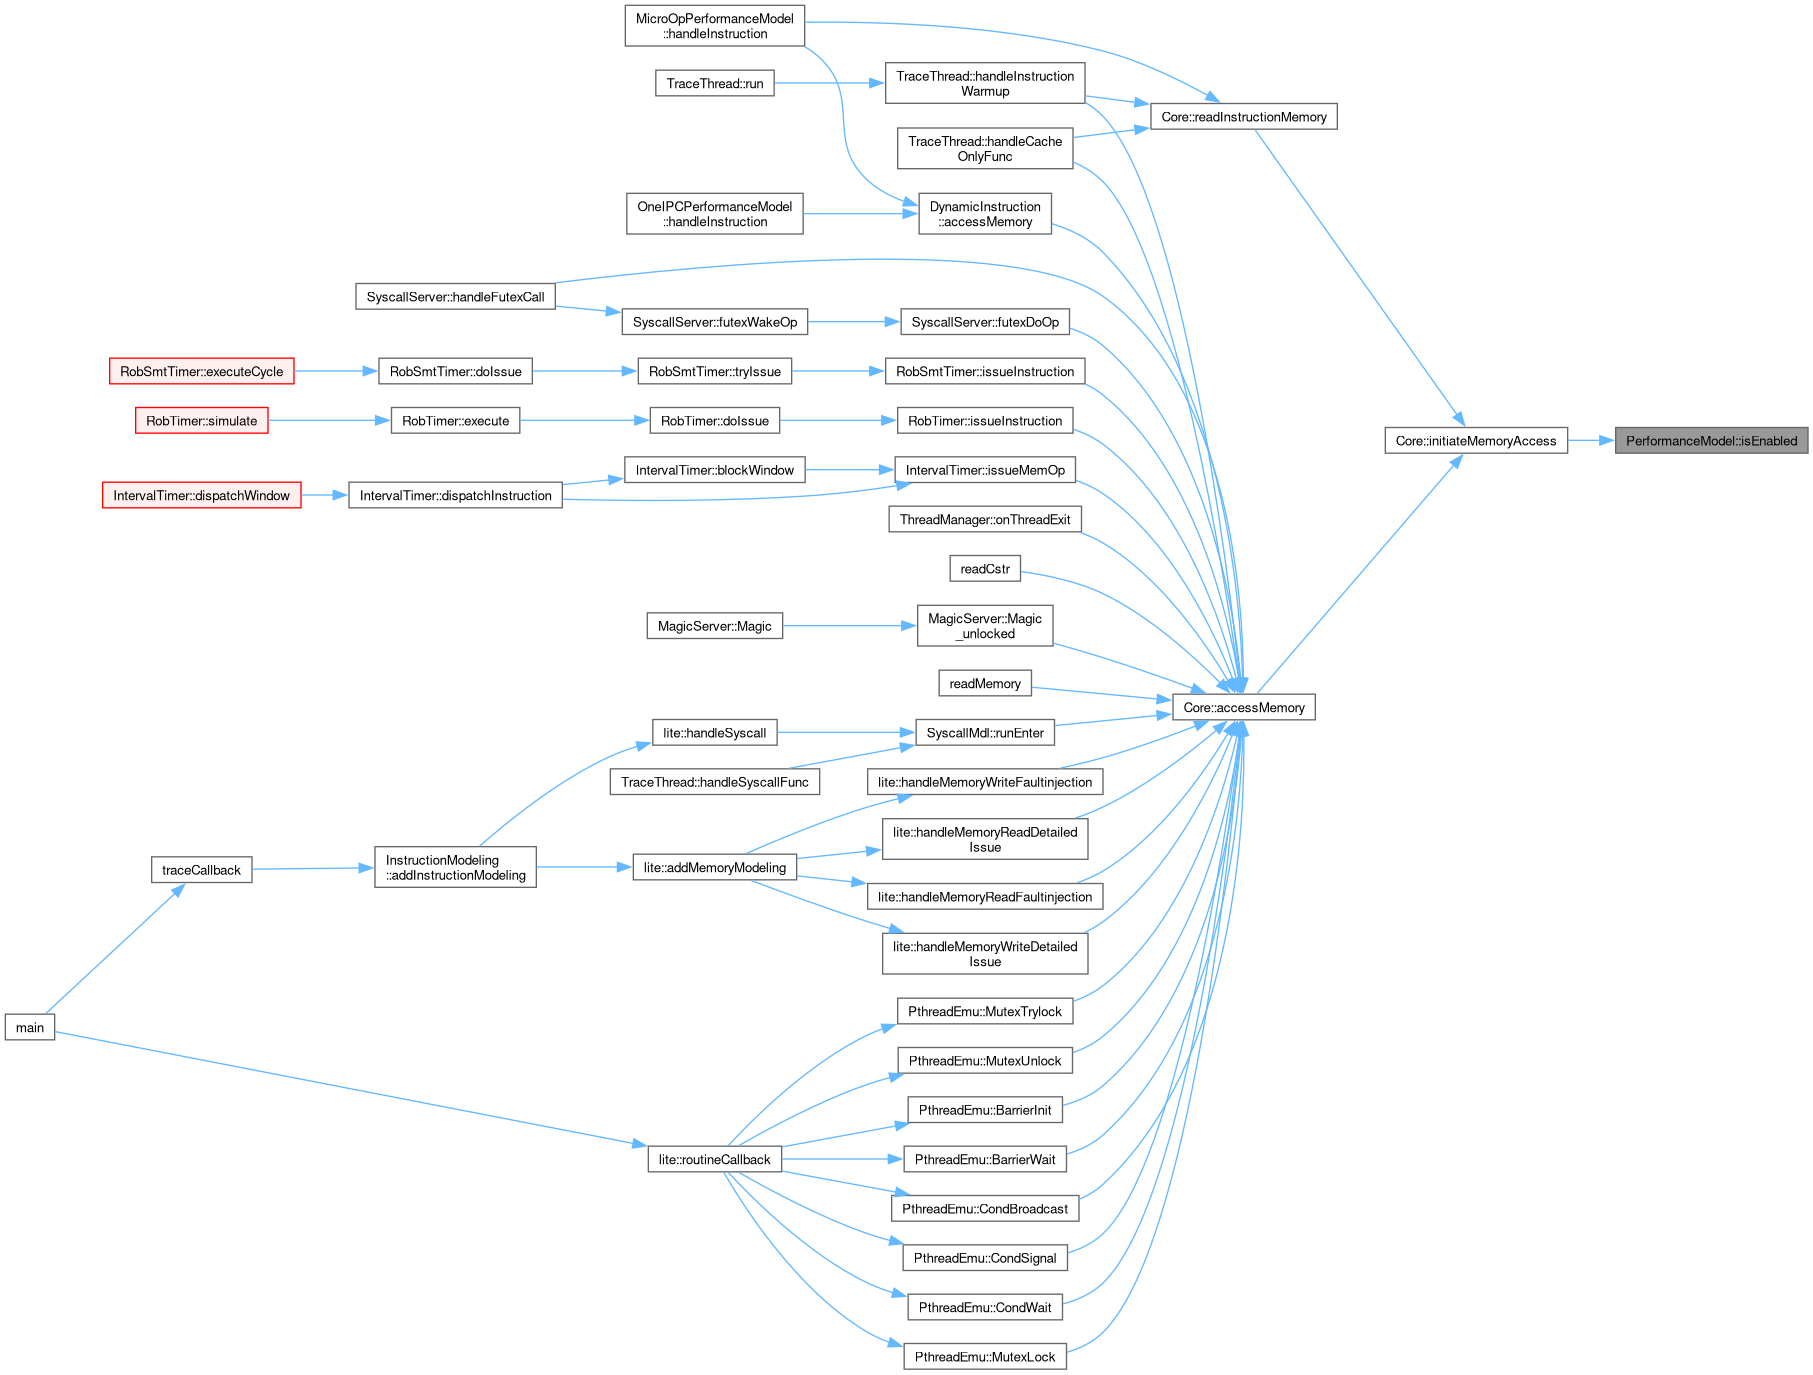 MicroOpPerformanceModel
::handleInstruction
TraceThread::run
TraceThread::handleInstruction
Warmup
Core::readInstructionMemory
TraceThread::handleCache
OnlyFunc
OneIPCPerformanceModel
::handleInstruction
DynamicInstruction
::accessMemory
SyscallServer::handleFutexCall
SyscallServer::futexWakeOp
SyscallServer::futexDoOp
RobSmtTimer::executeCycle
RobSmtTimer::doIssue
RobSmtTimer::tryIssue
RobSmtTimer::issueInstruction
RobTimer::simulate
RobTimer::execute
RobTimer::doIssue
RobTimer::issueInstruction
Core::initiateMemoryAccess
PerformanceModel::isEnabled
IntervalTimer::blockWindow
IntervalTimer::issueMemOp
IntervalTimer::dispatchWindow
IntervalTimer::dispatchInstruction
ThreadManager::onThreadExit
readCstr
MagicServer::Magic
MagicServer::Magic
_unlocked
readMemory
Core::accessMemory
lite::handleSyscall
SyscallMdl::runEnter
TraceThread::handleSyscallFunc
lite::handleMemoryWriteFaultinjection
lite::handleMemoryReadDetailed
Issue
traceCallback
InstructionModeling
::addInstructionModeling
lite::addMemoryModeling
lite::handleMemoryReadFaultinjection
lite::handleMemoryWriteDetailed
Issue
main
PthreadEmu::MutexTrylock
PthreadEmu::MutexUnlock
PthreadEmu::BarrierInit
lite::routineCallback
PthreadEmu::BarrierWait
PthreadEmu::CondBroadcast
PthreadEmu::CondSignal
PthreadEmu::CondWait
PthreadEmu::MutexLock